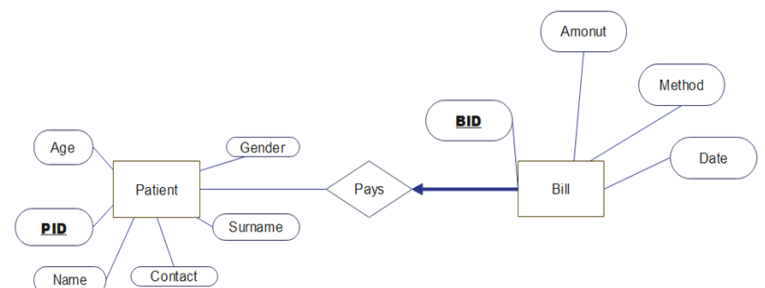 Amonut
Method
BID
Age
Gender
Date
Patient
Pays
Bill
PID
Surname
Name
Contact